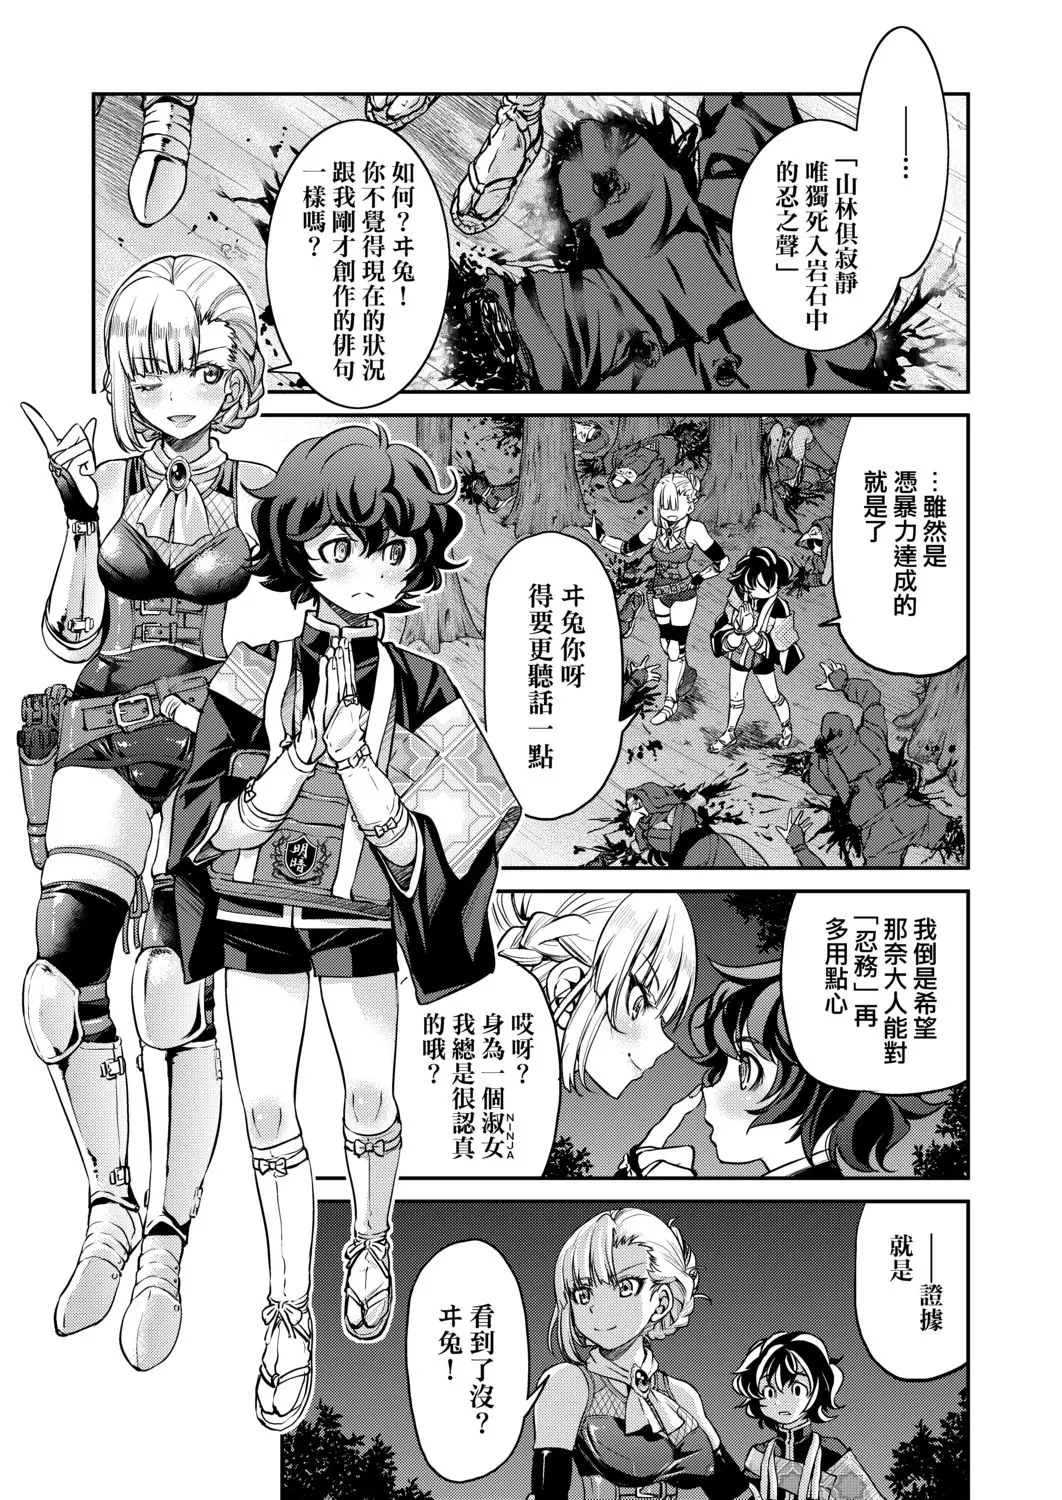 ——…
「山林俱寂靜
唯獨死入岩石中
的忍之聲」
如何？ヰ兔！
你不覺得現在的狀況
跟我剛才創作的俳句
一樣嗎？
…雖然是
憑暴力達成的
就是了
ヰ兔你呀
得要更聽話一點
明暗
我倒是希望
那奈大人能對
「忍務」再
多用點心
哎呀？
身為一個淑女
NINJA
我總是很認真
的哦？
——證據
就是
看到了沒？
ヰ兔！